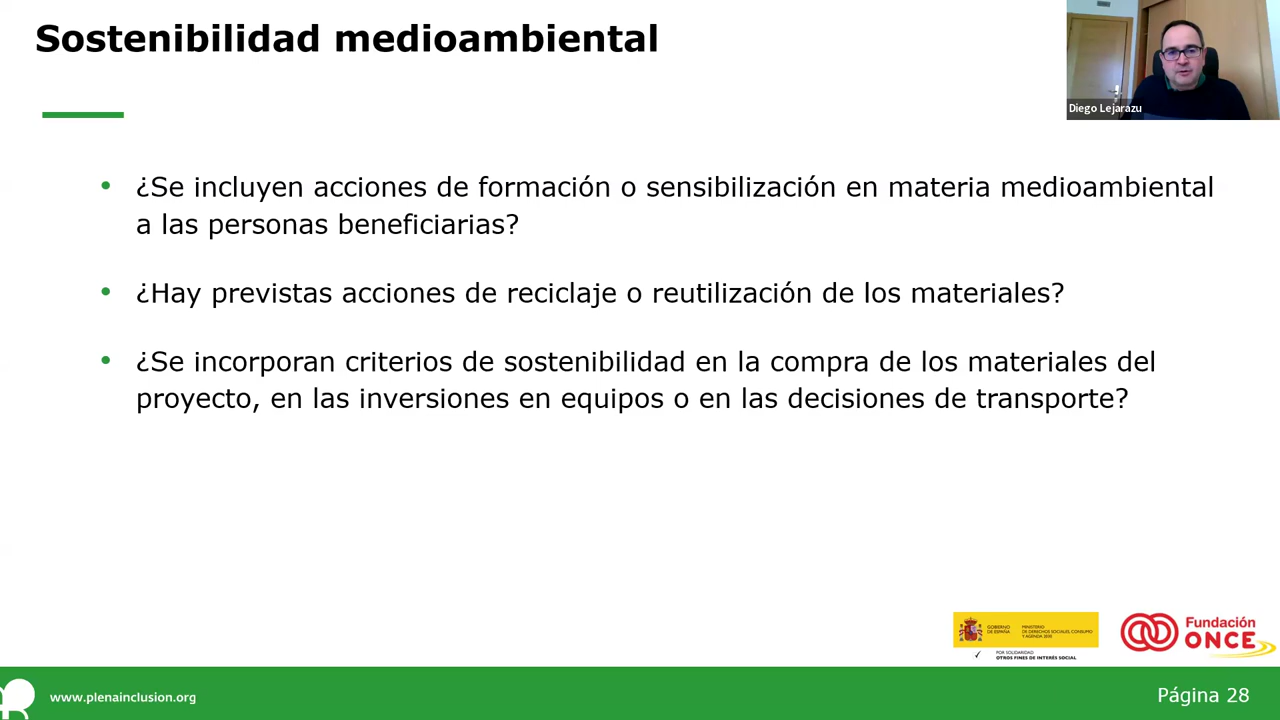 Sostenibilidad medioambiental
Diego Lejarazu
• ¿Se incluyen acciones de formación o sensibilización en materia medioambiental
a las personas beneficiarias?
• ¿Hay previstas acciones de reciclaje o reutilización de los materiales?
• ¿Se incorporan criterios de sostenibilidad en la compra de los materiales del
proyecto, en las inversiones en equipos o en las decisiones de transporte?
GOBIERNO
DE ESPAÑA
MINISTERIO
DE DERECHOS SOCIALES, CONSUMO
Y AGENDA 2030
POR SOLIDARIDAD
OTROS FINES DE INTERÉS SOCIAL
Fundación
ONCE
www.plenainclusion.org
Página 28